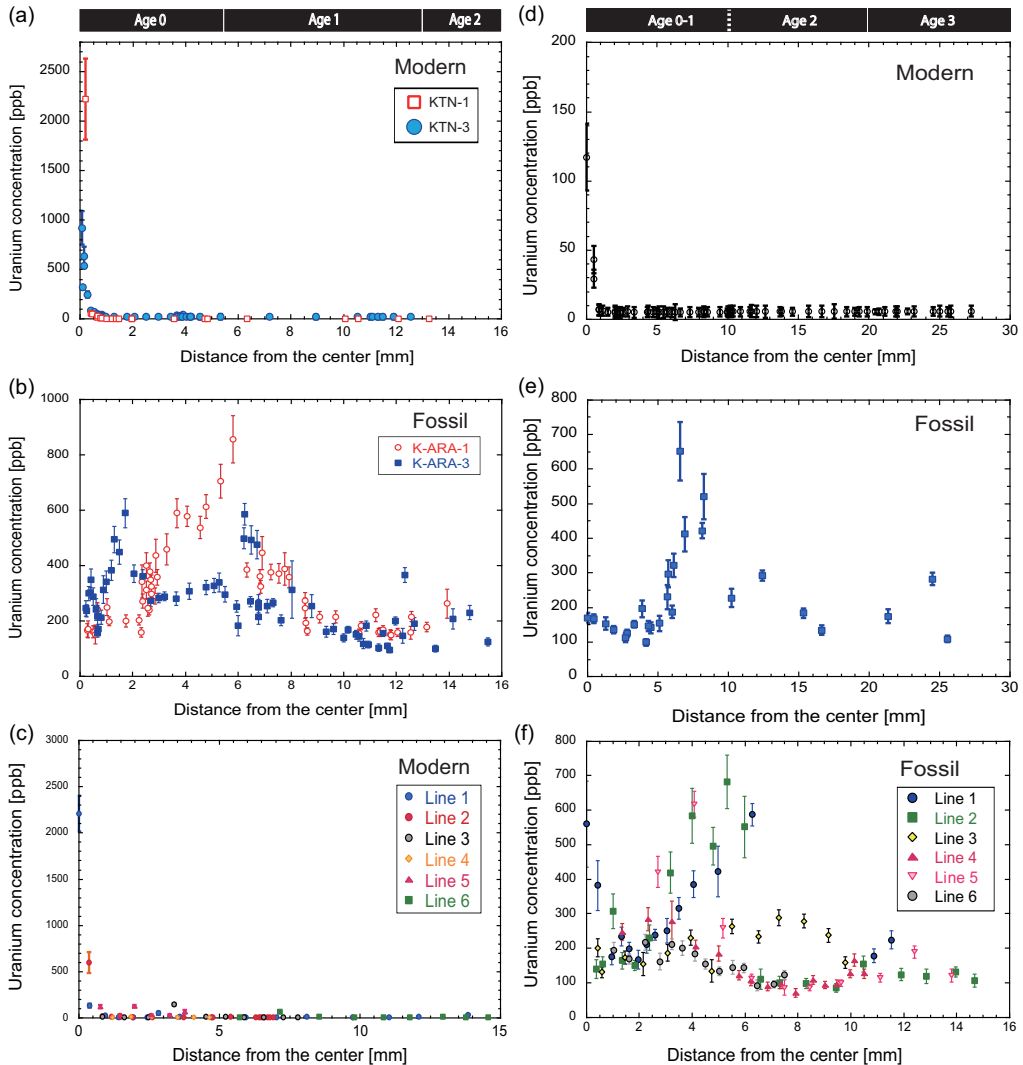 (a)
Age 0
Age 1
Age 2
Uranium concentration [ppb]
2500
2000
1500
1000
500
0
Modern
KTN-1
KTN-3
0 2 4 6 8 10 12 14 16
Distance from the center [mm]
(d)
Age 0-1
Age 2
Age 3
Uranium concentration [ppb]
200
150
100
50
0
Modern
0 5 10 15 20 25 30
Distance from the center [mm]
(b)
Uranium concentration [ppb]
1000
800
600
400
200
0
Fossil
K-ARA-1
K-ARA-3
0 2 4 6 8 10 12 14 16
Distance from the center [mm]
(e)
Uranium concentration [ppb]
800
700
600
500
400
300
200
100
0
Fossil
0 5 10 15 20 25 30
Distance from the center [mm]
(c)
Uranium concentration [ppb]
3000
2500
2000
1500
1000
500
0
Modern
Line 1
Line 2
Line 3
Line 4
Line 5
Line 6
0 5 10 15
Distance from the center [mm]
(f)
Uranium concentration [ppb]
800
700
600
500
400
300
200
100
0
Fossil
Line 1
Line 2
Line 3
Line 4
Line 5
Line 6
0 2 4 6 8 10 12 14 16
Distance from the center [mm]